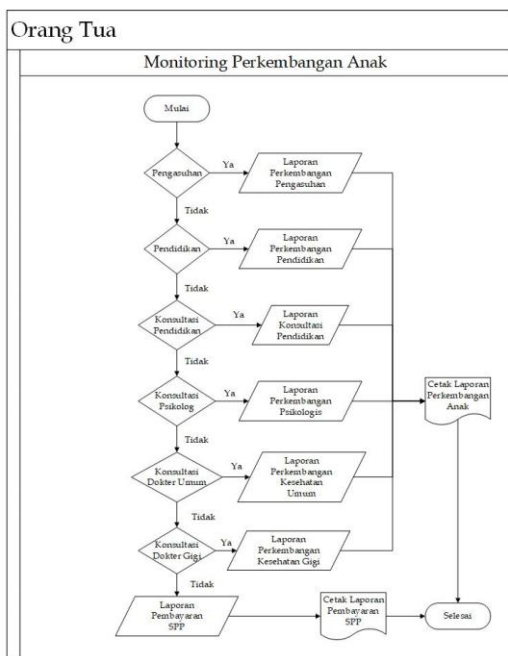 Orang Tua
Monitoring Perkembangan Anak
Mulai
Pengasuhan
Ya
Laporan
Perkembangan
Pengasuhan
Tidak
Pendidikan
Ya
Laporan
Perkembangan
Pendidikan
Tidak
Konsultasi
Pendidikan
Ya
Laporan
Konsultasi
Pendidikan
Tidak
Konsultasi
Psikolog
Ya
Laporan
Perkembangan
Psikologis
Cetak Laporan
Perkembangan
Anak
Tidak
Konsultasi
Dokter Umum
Ya
Laporan
Perkembangan
Kesehatan
Umum
Tidak
Konsultasi
Dokter Gigi
Ya
Laporan
Perkembangan
Kesehatan Gigi
Tidak
Laporan
Pembayaran
SPP
Cetak Laporan
Pembayaran
SPP
Selesai